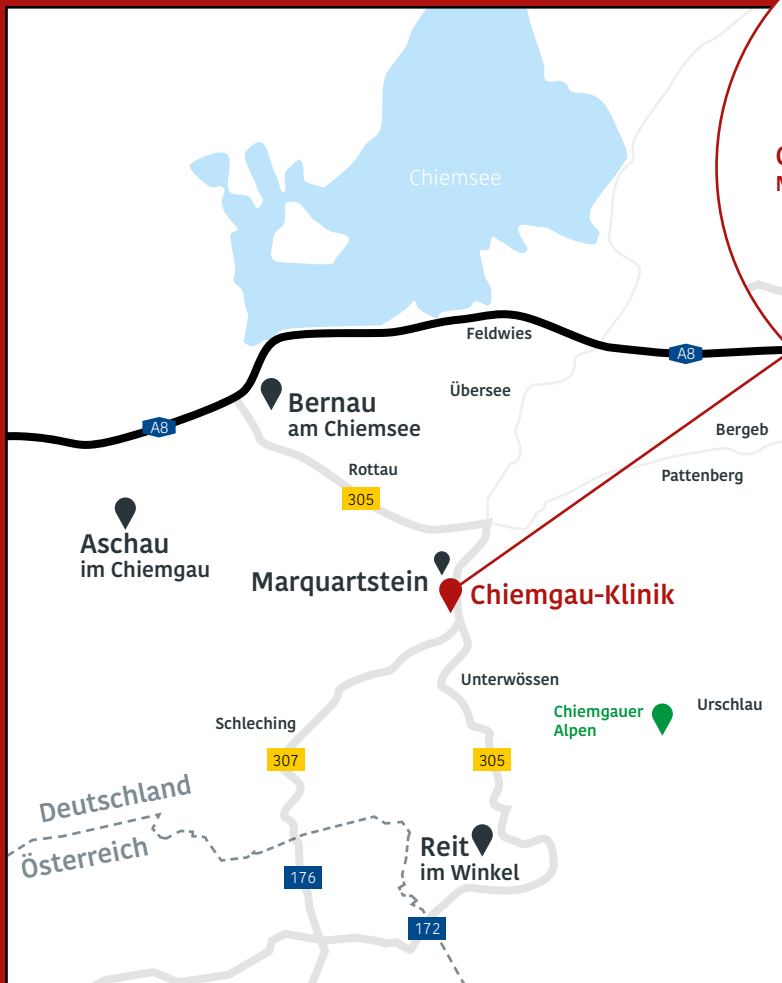 Chiemsee
Feldwies
A8
Übersee
Bernau
am Chiemsee
A8
Bergeb
Rottau
Pattenberg
305
Aschau
im Chiemgau
Marquartstein
Chiemgau-Klinik
Unterwössen
Urschlau
Chiemgauer
Alpen
Schleching
307
305
Deutschland
Österreich
Reit
im Winkel
176
172